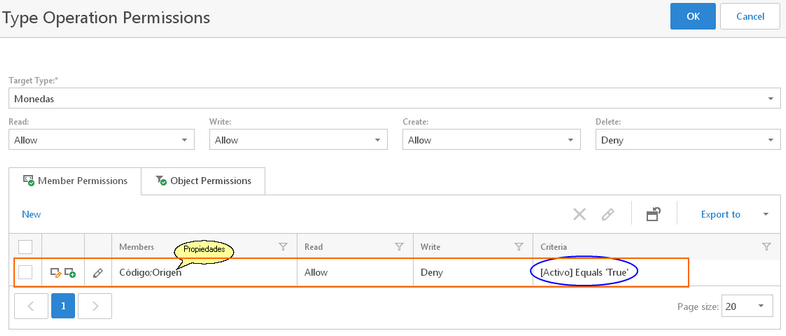 Type Operation Permissions
OK
Cancel
Target Type:*
Monedas
Read:
Write:
Create:
Delete:
Allow
Allow
Allow
Deny
Member Permissions
Object Permissions
New
Export to
Members
Read
Write
Criteria
Propiedades
Código;Origen
Allow
Deny
[Activo] Equals 'True'
1
Page size:
20